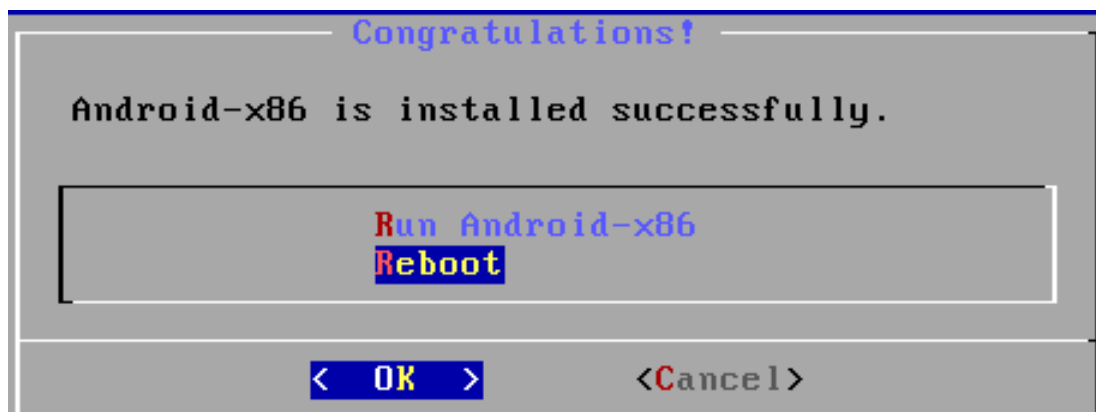 Congratulations!
Android-x86 is installed successfully.
Run Android-x86
Reboot
< OK > <Cancel>